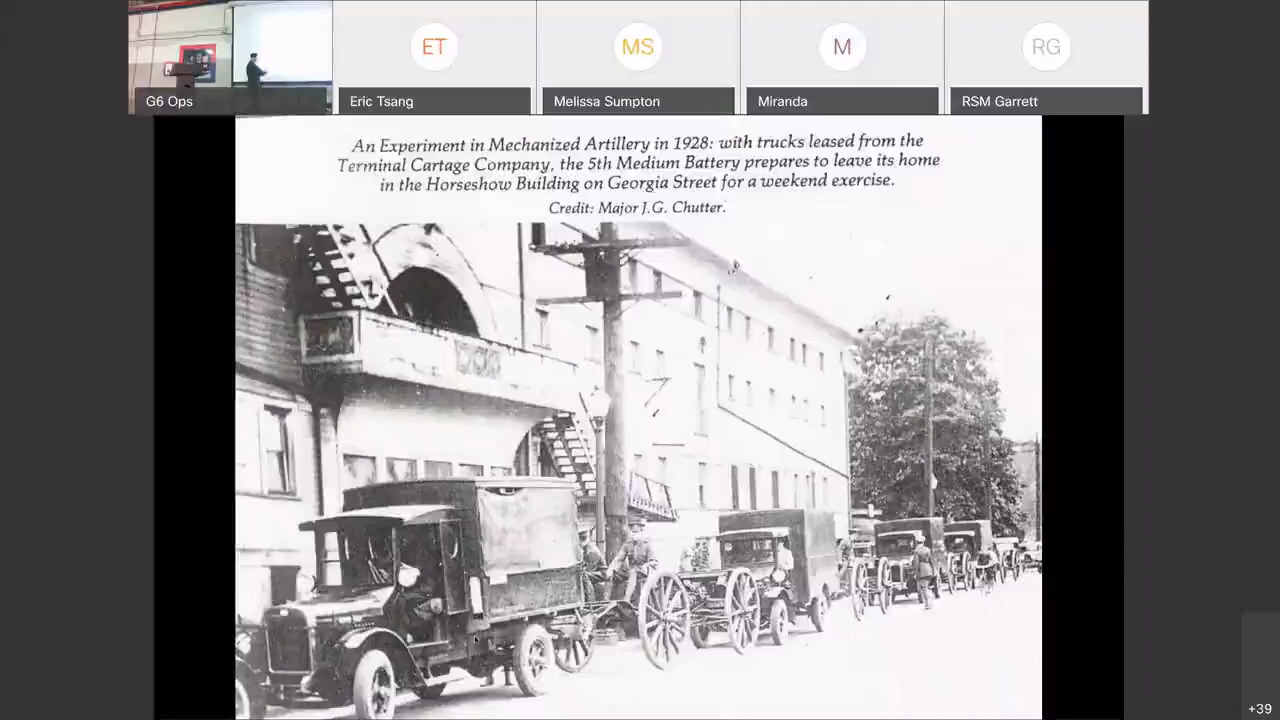 ET
MS
M
RG
G6 Ops
Eric Tsang
Melissa Sumpton
Miranda
RSM Garrett
An Experiment in Mechanized Artillery in 1928: with trucks leased from the
Terminal Cartage Company, the 5th Medium Battery prepares to leave its home
in the Horseshow Building on Georgia Street for a weekend exercise.
Credit: Major J.G. Chutter.
+39